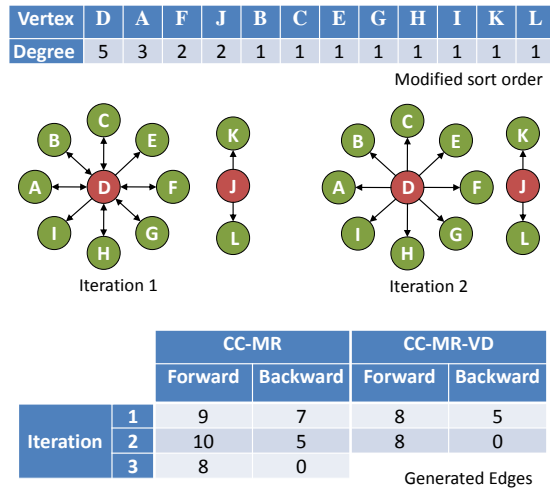 Vertex D A F J B C E G H I K L
Degree 5 3 2 2 1 1 1 1 1 1 1 1
Modified sort order
C C
B E K B E K
A D F J A D F J
I G L I G L
H H
Iteration 1 Iteration 2
CC-MR CC-MR-VD
Forward Backward Forward Backward
1 9 7 8 5
Iteration 2 10 5 8 0
3 8 0
Generated Edges